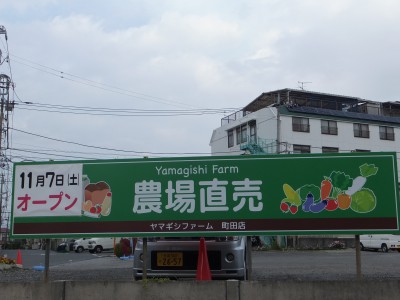 11月7日(土)
オープン
Yamagishi Farm
農場直売
ヤマギシファーム 町田店